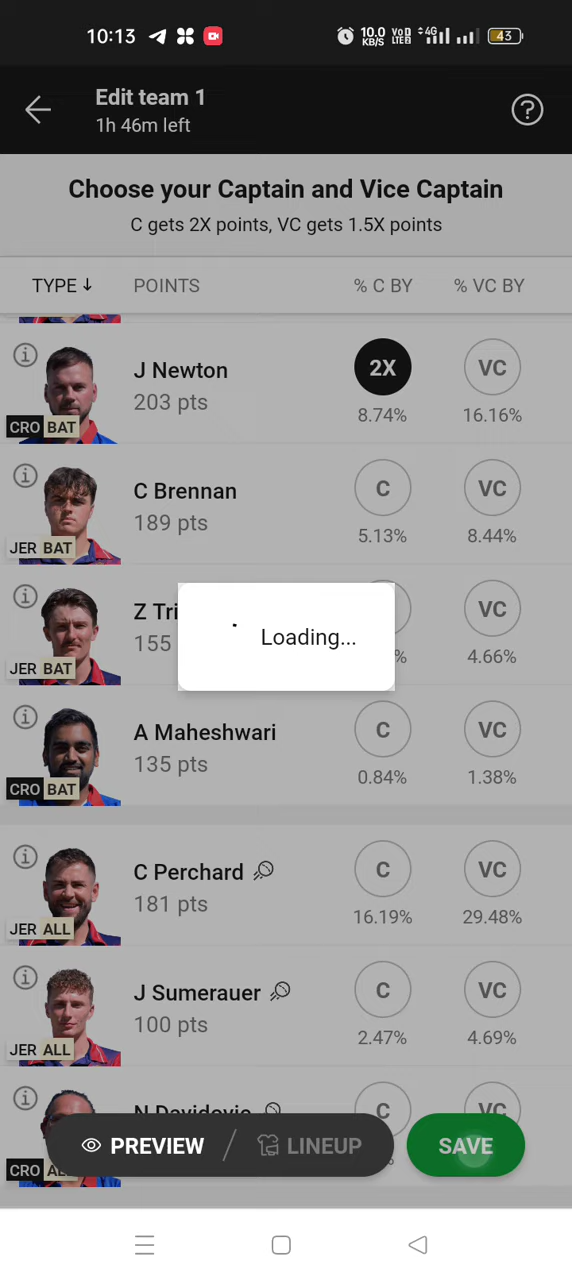 10:13 10.0 KB/S VoD LTE2 4G 43
Edit team 1
1h 46m left
Choose your Captain and Vice Captain
C gets 2X points, VC gets 1.5X points
TYPE ↓ POINTS % C BY % VC BY
J Newton 2X VC
203 pts 8.74% 16.16%
CRO BAT
C Brennan C VC
189 pts 5.13% 8.44%
JER BAT
Z Tri VC
155 % 4.66%
JER BAT
Loading...
A Maheshwari C VC
135 pts 0.84% 1.38%
CRO BAT
C Perchard C VC
181 pts 16.19% 29.48%
JER ALL
J Sumerauer C VC
100 pts 2.47% 4.69%
JER ALL
N Davidovic C VC
PREVIEW / LINEUP SAVE
CRO